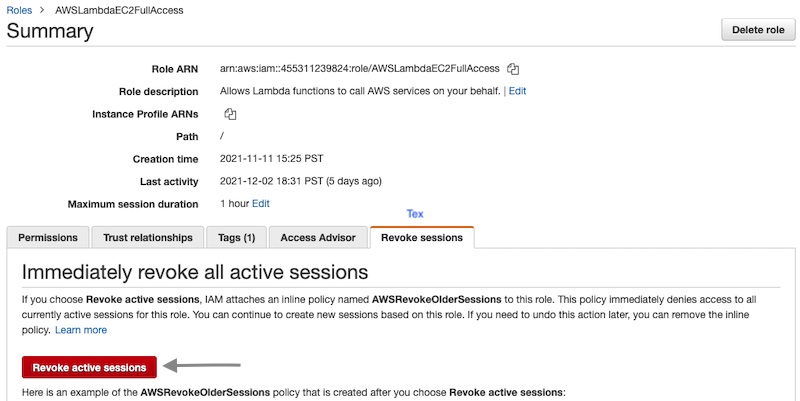 Roles > AWSLambdaEC2FullAccess
Summary
Delete role
Role ARN arn:aws:iam::455311239824:role/AWSLambdaEC2FullAccess
Role description Allows Lambda functions to call AWS services on your behalf. | Edit
Instance Profile ARNs
Path /
Creation time 2021-11-11 15:25 PST
Last activity 2021-12-02 18:31 PST (5 days ago)
Maximum session duration 1 hour Edit
Tex
Permissions Trust relationships Tags (1) Access Advisor Revoke sessions
Immediately revoke all active sessions
If you choose Revoke active sessions, IAM attaches an inline policy named AWSRevokeOlderSessions to this role. This policy immediately denies access to all
currently active sessions for this role. You can continue to create new sessions based on this role. If you need to undo this action later, you can remove the inline
policy. Learn more
Revoke active sessions
Here is an example of the AWSRevokeOlderSessions policy that is created after you choose Revoke active sessions: